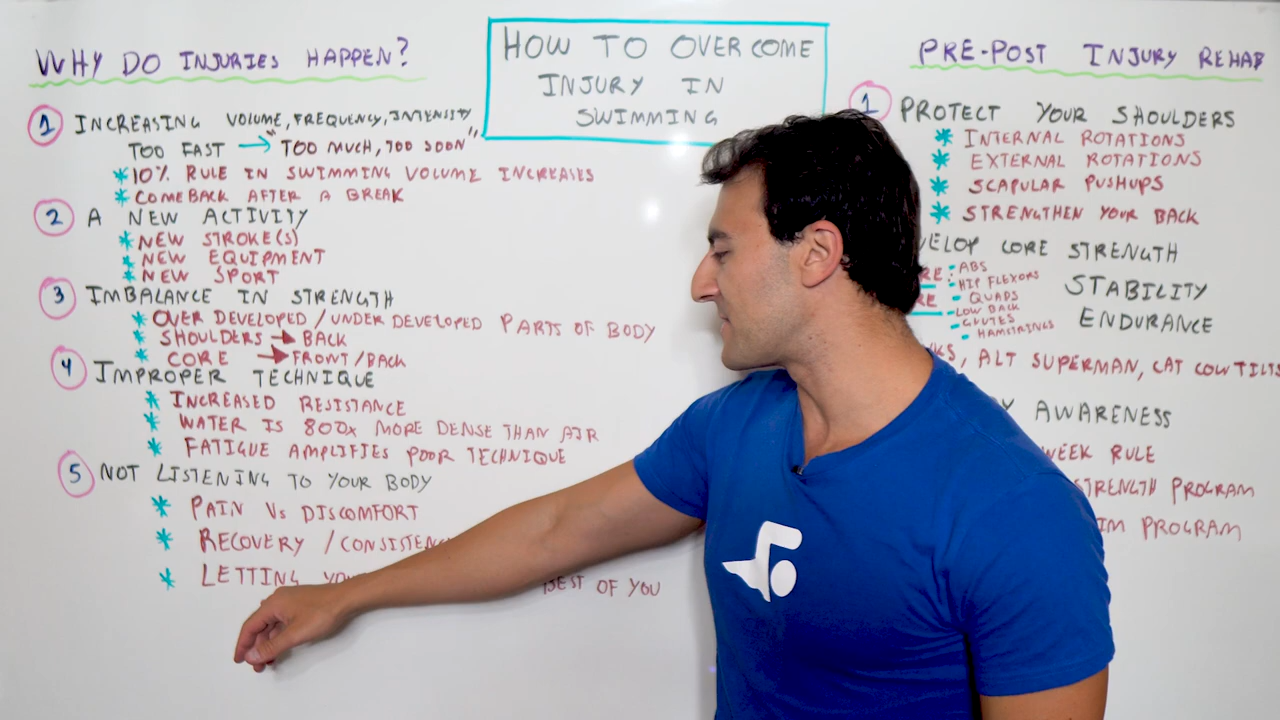 WHY DO INJURIES HAPPEN?
1 INCREASING VOLUME, FREQUENCY, INTENSITY
TOO FAST → "TOO MUCH, TOO SOON"
* 10% RULE IN SWIMMING VOLUME INCREASES
* COMEBACK AFTER A BREAK
2 A NEW ACTIVITY
* NEW STROKE(S)
* NEW EQUIPMENT
* NEW SPORT
3 IMBALANCE IN STRENGTH
* OVER DEVELOPED / UNDER DEVELOPED PARTS OF BODY
* SHOULDERS → BACK
* CORE → FRONT/BACK
4 IMPROPER TECHNIQUE
* INCREASED RESISTANCE
* WATER IS 800x MORE DENSE THAN AIR
* FATIGUE AMPLIFIES POOR TECHNIQUE
5 NOT LISTENING TO YOUR BODY
* PAIN VS DISCOMFORT
* RECOVERY / CONSISTENC
* LETTING YO BEST OF YOU
HOW TO OVERCOME
INJURY IN
SWIMMING
PRE-POST INJURY REHAB
1 PROTECT YOUR SHOULDERS
* INTERNAL ROTATIONS
* EXTERNAL ROTATIONS
* SCAPULAR PUSHUPS
* STRENGTHEN YOUR BACK
VELOP CORE STRENGTH
RE: - ABS
- HIP FLEXORS
RE - QUADS
- LOW BACK
- GLUTES
- HAMSTRINGS
STABILITY
ENDURANCE
KS, ALT SUPERMAN, CAT COW TILTS
Y AWARENESS
WEEK RULE
STRENGTH PROGRAM
IM PROGRAM